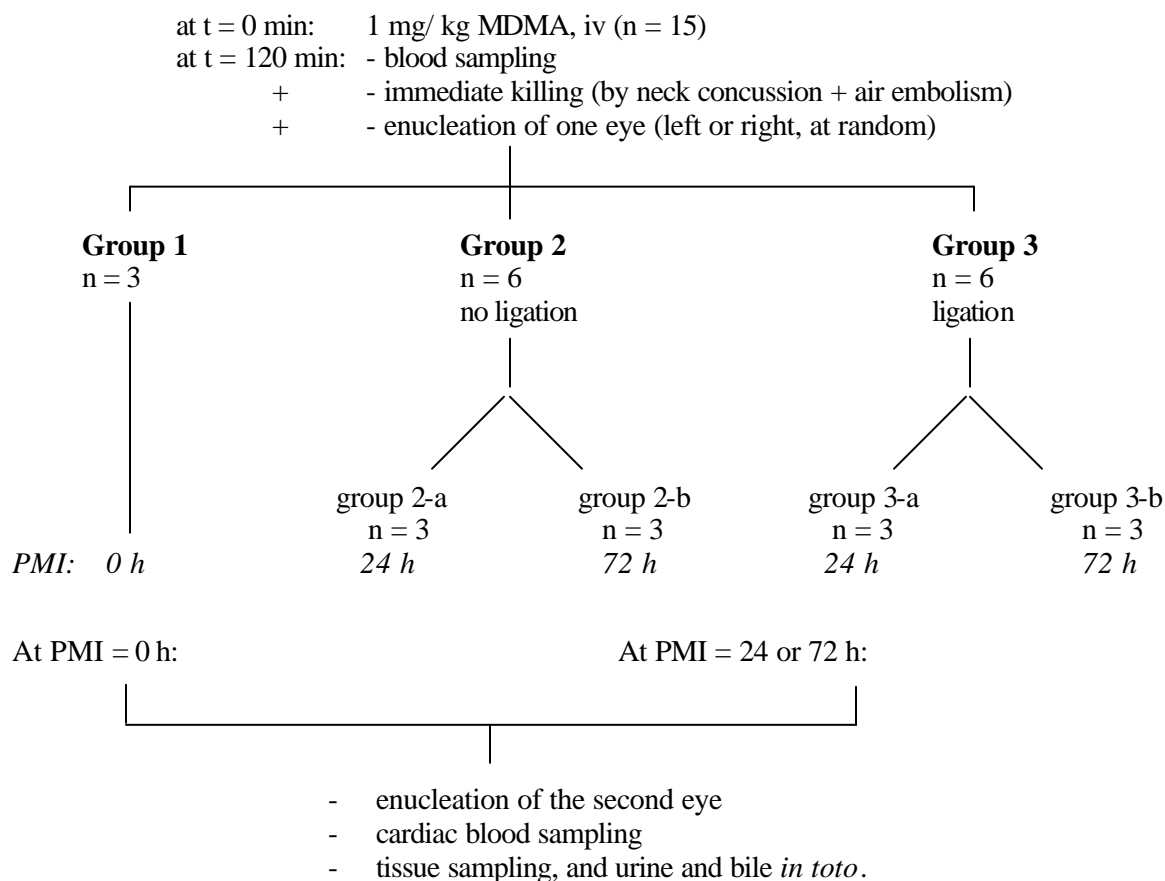 at t = 0 min: 1 mg/ kg MDMA, iv (n = 15)
at t = 120 min: - blood sampling
+ - immediate killing (by neck concussion + air embolism)
+ - enucleation of one eye (left or right, at random)
Group 1 Group 2 Group 3
n = 3 n = 6 n = 6
no ligation ligation
group 2-a group 2-b group 3-a group 3-b
n = 3 n = 3 n = 3 n = 3
PMI: 0 h 24 h 72 h 24 h 72 h
At PMI = 0 h: At PMI = 24 or 72 h:
- enucleation of the second eye
- cardiac blood sampling
- tissue sampling, and urine and bile in toto.